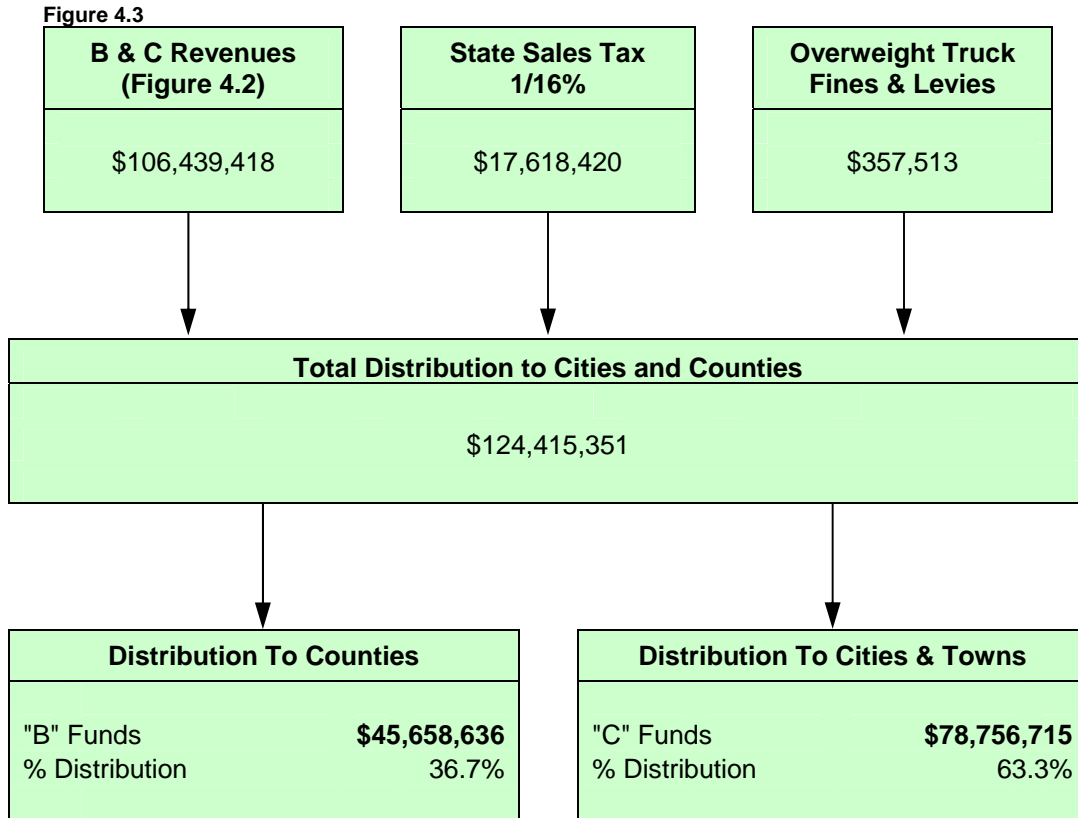 Figure 4.3
B & C Revenues
(Figure 4.2)
$106,439,418
State Sales Tax
1/16%
$17,618,420
Overweight Truck
Fines & Levies
$357,513
Total Distribution to Cities and Counties
$124,415,351
Distribution To Counties
"B" Funds $45,658,636
% Distribution 36.7%
Distribution To Cities & Towns
"C" Funds $78,756,715
% Distribution 63.3%